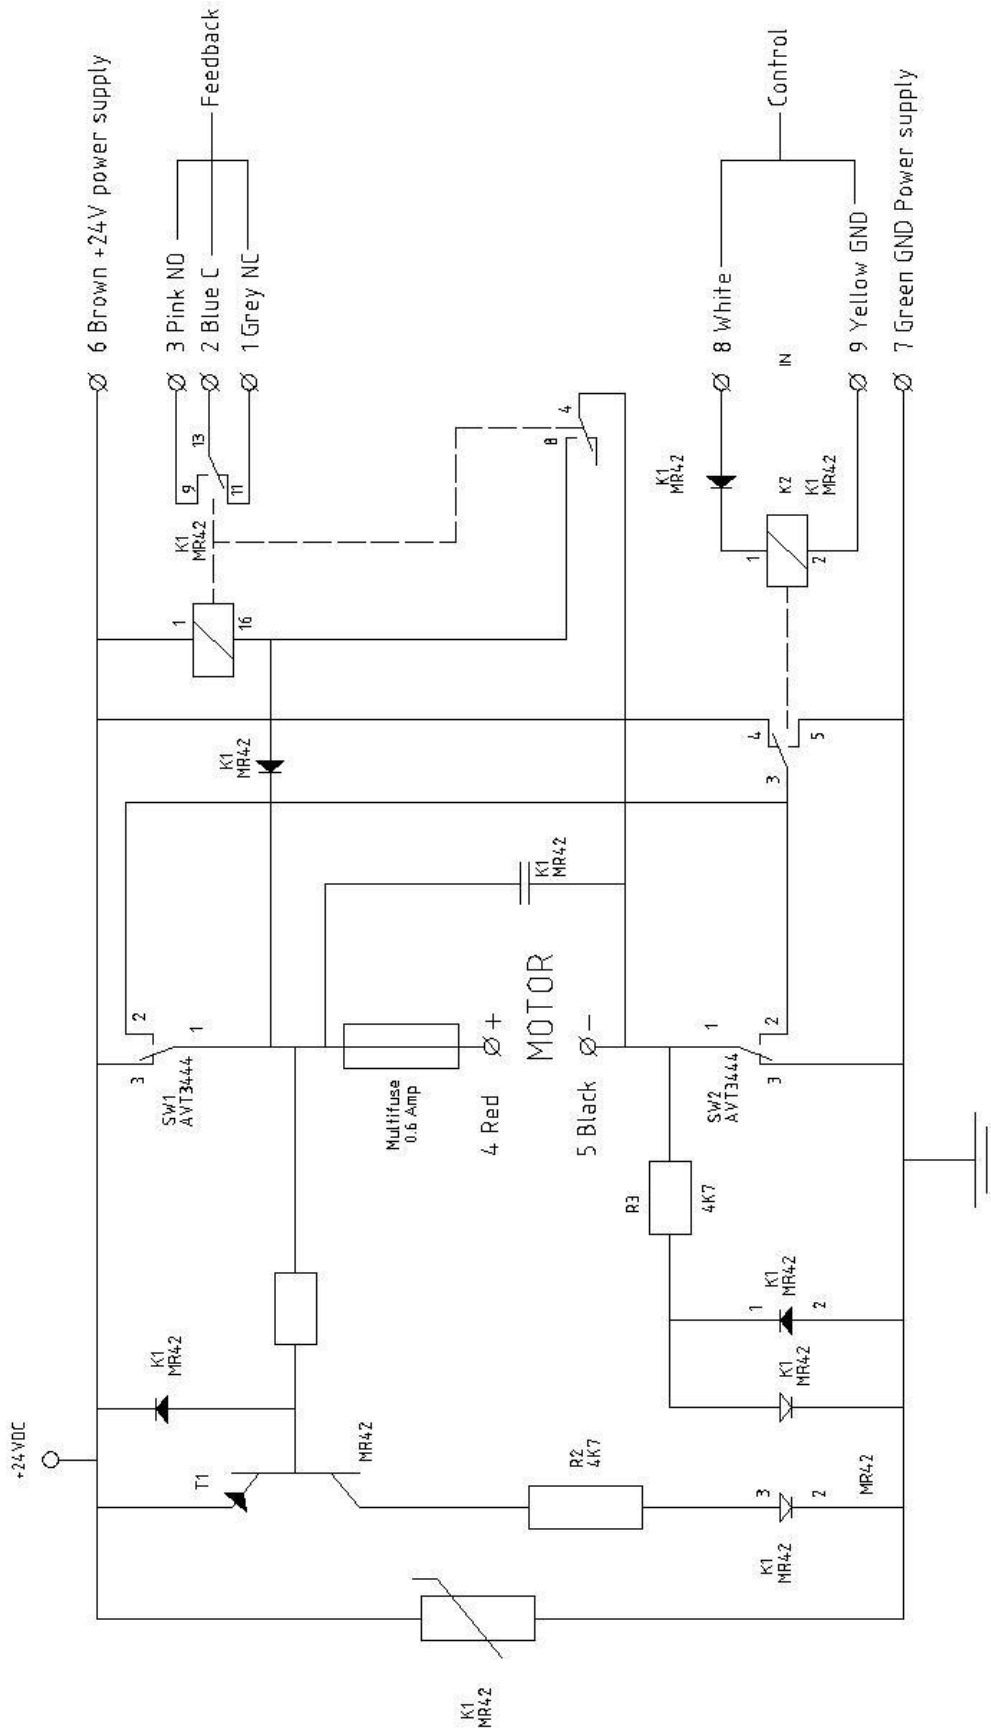 6 Brown +24V power supply
3 Pink NO
2 Blue C
1 Grey NC
Feedback
8 White
IN
9 Yellow GND
Control
7 Green GND Power supply
13
9
11
K1
MR42
1
16
4
8
K1
MR42
K2
K1
MR42
1
2
K1
MR42
4
5
3
K1
MR42
2
1
3
SW1
AVT3444
Multifuse
0.6 Amp
4 Red
+
MOTOR
5 Black
-
1
2
3
SW2
AVT3444
R3
4K7
K1
MR42
1
2
K1
MR42
K1
MR42
+24VDC
T1
MR42
R2
4K7
3
2
MR42
K1
MR42
K1
MR42